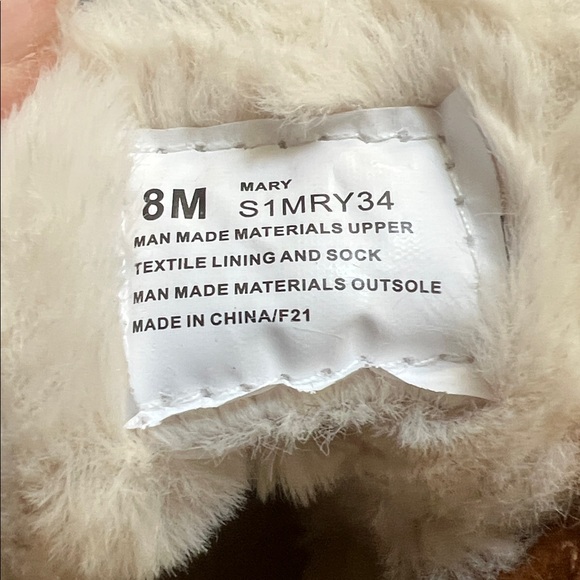 8M
MARY
S1MRY34
MAN MADE MATERIALS UPPER
TEXTILE LINING AND SOCK
MAN MADE MATERIALS OUTSOLE
MADE IN CHINA/F21